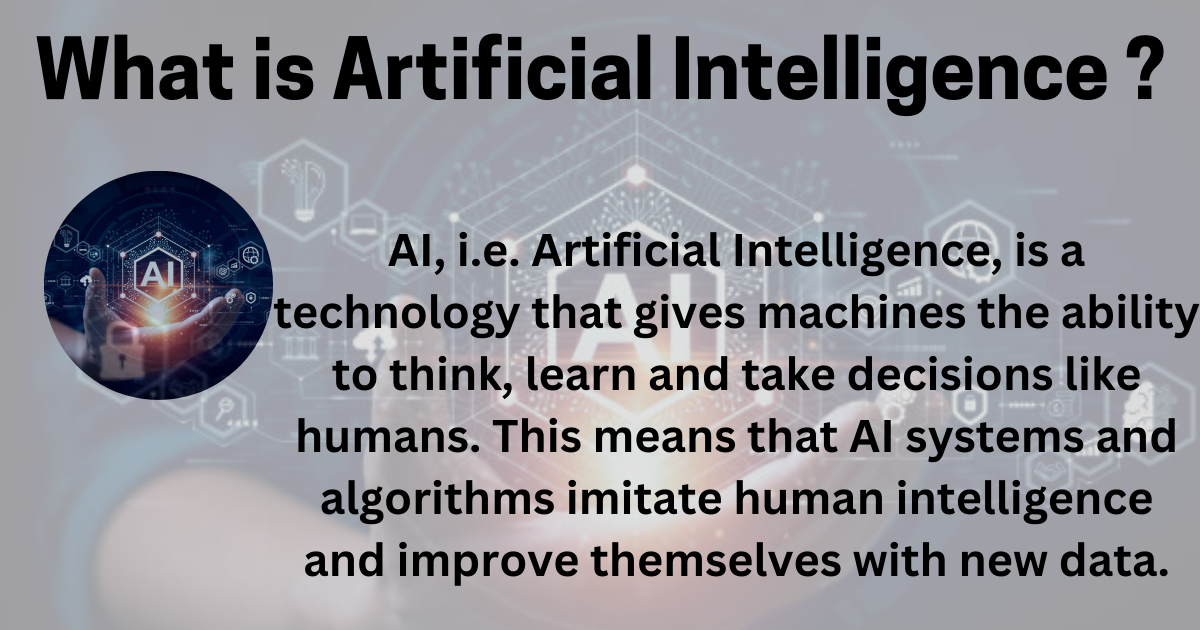 What is Artificial Intelligence ?
AI
AI, i.e. Artificial Intelligence, is a
technology that gives machines the ability
to think, learn and take decisions like
humans. This means that AI systems and
algorithms imitate human intelligence
and improve themselves with new data.
AI